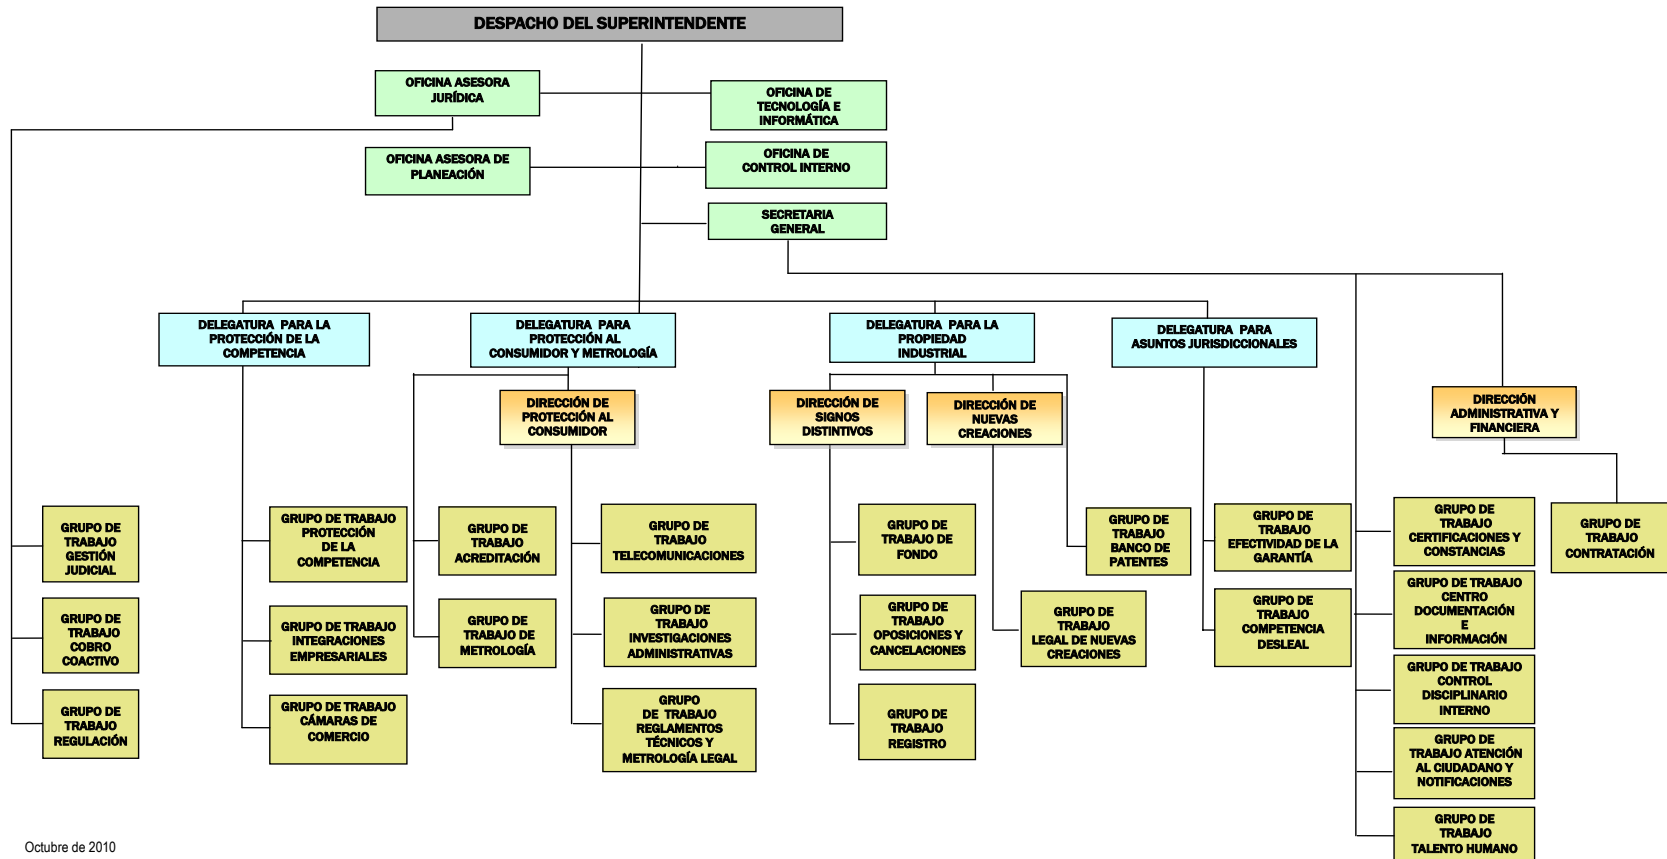 DESPACHO DEL SUPERINTENDENTE
OFICINA ASESORA
JURÍDICA
OFICINA DE
TECNOLOGÍA E
INFORMÁTICA
OFICINA ASESORA DE
PLANEACIÓN
OFICINA DE
CONTROL INTERNO
SECRETARIA
GENERAL
DELEGATURA PARA LA
PROTECCIÓN DE LA
COMPETENCIA
DELEGATURA PARA
PROTECCIÓN AL
CONSUMIDOR Y METROLOGÍA
DELEGATURA PARA LA
PROPIEDAD
INDUSTRIAL
DELEGATURA PARA
ASUNTOS JURISDICCIONALES
DIRECCIÓN DE
PROTECCIÓN AL
CONSUMIDOR
DIRECCIÓN DE
SIGNOS
DISTINTIVOS
DIRECCIÓN DE
NUEVAS
CREACIONES
DIRECCIÓN
ADMINISTRATIVA Y
FINANCIERA
GRUPO DE
TRABAJO
GESTIÓN
JUDICIAL
GRUPO DE
TRABAJO
COBRO
COACTIVO
GRUPO DE
TRABAJO
REGULACIÓN
GRUPO DE TRABAJO
PROTECCIÓN
DE LA
COMPETENCIA
GRUPO DE TRABAJO
INTEGRACIONES
EMPRESARIALES
GRUPO DE TRABAJO
CÁMARAS DE
COMERCIO
GRUPO DE
TRABAJO
ACREDITACIÓN
GRUPO DE
TRABAJO DE
METROLOGÍA
GRUPO DE
TRABAJO
TELECOMUNICACIONES
GRUPO DE
TRABAJO
INVESTIGACIONES
ADMINISTRATIVAS
GRUPO
DE TRABAJO
REGLAMENTOS
TÉCNICOS Y
METROLOGÍA LEGAL
GRUPO DE
TRABAJO DE
FONDO
GRUPO DE
TRABAJO
OPOSICIONES Y
CANCELACIONES
GRUPO DE
TRABAJO
REGISTRO
GRUPO DE
TRABAJO
LEGAL DE NUEVAS
CREACIONES
GRUPO DE
TRABAJO
BANCO DE
PATENTES
GRUPO DE
TRABAJO
EFECTIVIDAD DE LA
GARANTÍA
GRUPO DE
TRABAJO
COMPETENCIA
DESLEAL
GRUPO DE
TRABAJO
CERTIFICACIONES Y
CONSTANCIAS
GRUPO DE TRABAJO
CENTRO
DOCUMENTACIÓN
E
INFORMACIÓN
GRUPO DE TRABAJO
CONTROL
DISCIPLINARIO
INTERNO
GRUPO DE
TRABAJO ATENCIÓN
AL CIUDADANO Y
NOTIFICACIONES
GRUPO DE
TRABAJO
TALENTO HUMANO
GRUPO DE
TRABAJO
CONTRATACIÓN
Octubre de 2010